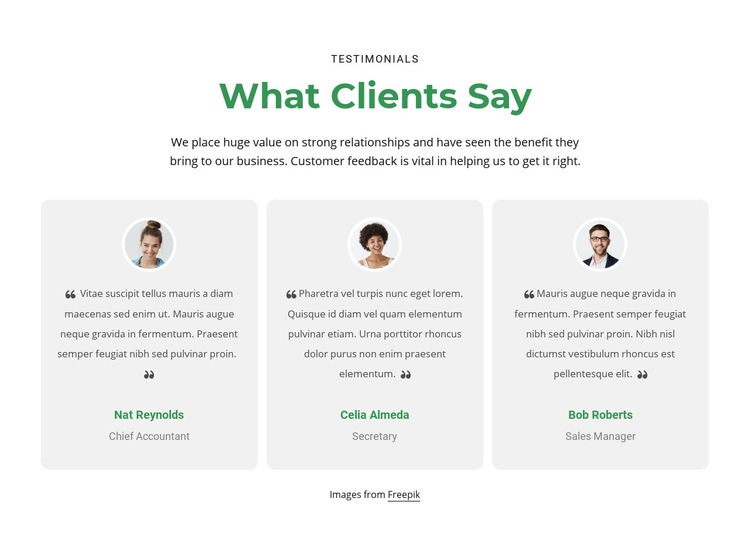 TESTIMONIALS
What Clients Say
We place huge value on strong relationships and have seen the benefit they
bring to our business. Customer feedback is vital in helping us to get it right.
❝ Vitae suscipit tellus mauris a diam
maecenas sed enim ut. Mauris augue
neque gravida in fermentum. Praesent
semper feugiat nibh sed pulvinar proin.
❞
Nat Reynolds
Chief Accountant
❝ Pharetra vel turpis nunc eget lorem.
Quisque id diam vel quam elementum
pulvinar etiam. Urna porttitor rhoncus
dolor purus non enim praesent
elementum. ❞
Celia Almeda
Secretary
❝ Mauris augue neque gravida in
fermentum. Praesent semper feugiat
nibh sed pulvinar proin. Nibh nisl
dictumst vestibulum rhoncus est
pellentesque elit. ❞
Bob Roberts
Sales Manager
Images from Freepik